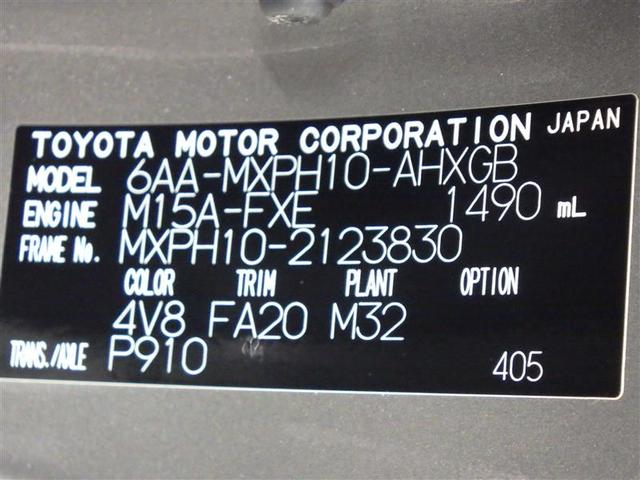 TOYOTA MOTOR CORPORATION JAPAN
MODEL 6AA-MXPH10-AHXGB
ENGINE M15A-FXE 1490 mL
FRAME No. MXPH10-2123830
COLOR TRIM PLANT OPTION
4V8 FA20 M32
TRANS./AXLE P910 405